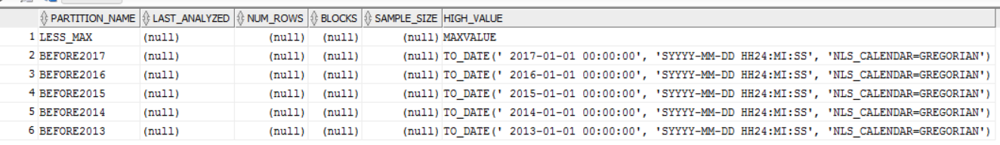 PARTITION_NAME LAST_ANALYZED NUM_ROWS BLOCKS SAMPLE_SIZE HIGH_VALUE
1 LESS_MAX (null) (null) (null) (null) MAXVALUE
2 BEFORE2017 (null) (null) (null) (null) TO_DATE(' 2017-01-01 00:00:00', 'SYYYY-MM-DD HH24:MI:SS', 'NLS_CALENDAR=GREGORIAN')
3 BEFORE2016 (null) (null) (null) (null) TO_DATE(' 2016-01-01 00:00:00', 'SYYYY-MM-DD HH24:MI:SS', 'NLS_CALENDAR=GREGORIAN')
4 BEFORE2015 (null) (null) (null) (null) TO_DATE(' 2015-01-01 00:00:00', 'SYYYY-MM-DD HH24:MI:SS', 'NLS_CALENDAR=GREGORIAN')
5 BEFORE2014 (null) (null) (null) (null) TO_DATE(' 2014-01-01 00:00:00', 'SYYYY-MM-DD HH24:MI:SS', 'NLS_CALENDAR=GREGORIAN')
6 BEFORE2013 (null) (null) (null) (null) TO_DATE(' 2013-01-01 00:00:00', 'SYYYY-MM-DD HH24:MI:SS', 'NLS_CALENDAR=GREGORIAN')